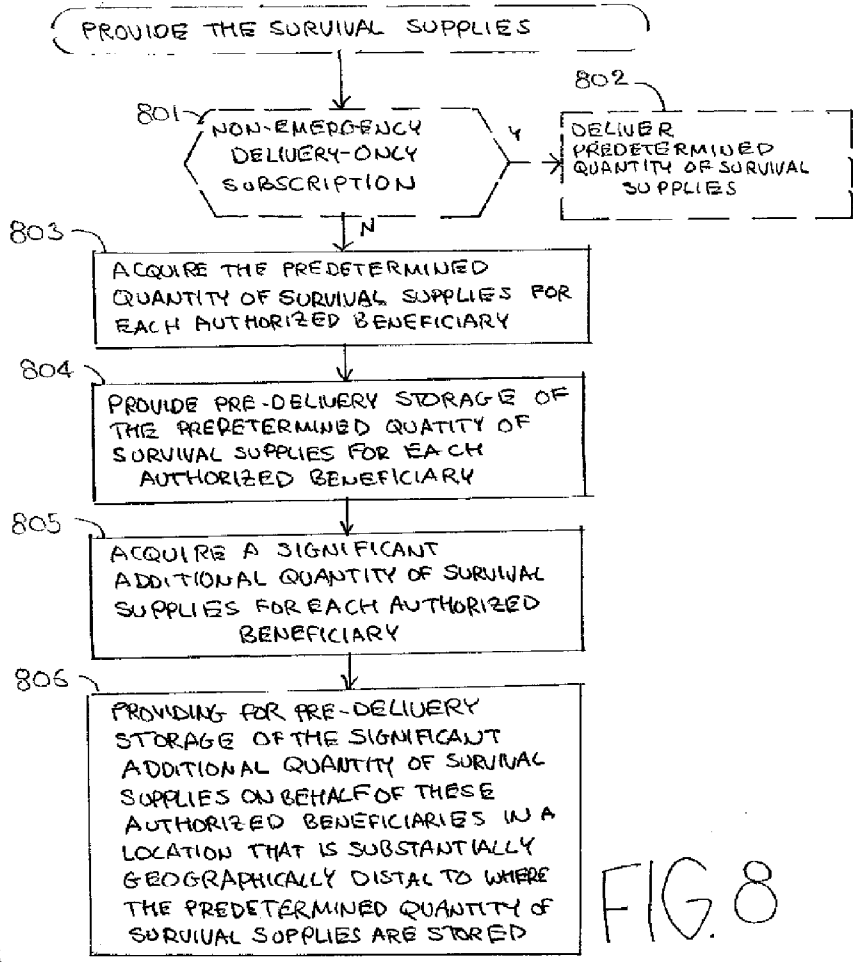 PROVIDE THE SURVIVAL SUPPLIES
801
NON-EMERGENCY
DELIVERY-ONLY
SUBSCRIPTION
Y
802
DELIVER
PREDETERMINED
QUANTITY OF SURVIVAL
SUPPLIES
N
803
ACQUIRE THE PREDETERMINED
QUANTITY OF SURVIVAL SUPPLIES FOR
EACH AUTHORIZED BENEFICIARY
804
PROVIDE PRE-DELIVERY STORAGE OF
THE PREDETERMINED QUATITY OF
SURVIVAL SUPPLIES FOR EACH
AUTHORIZED BENEFICIARY
805
ACQUIRE A SIGNIFICANT
ADDITIONAL QUANTITY OF SURVIVAL
SUPPLIES FOR EACH AUTHORIZED
BENEFICIARY
806
PROVIDING FOR PRE-DELIVERY
STORAGE OF THE SIGNIFICANT
ADDITIONAL QUANTITY OF SURVIVAL
SUPPLIES ON BEHALF OF THESE
AUTHORIZED BENEFICIARIES IN A
LOCATION THAT IS SUBSTANTIALLY
GEOGRAPHICALLY DISTAL TO WHERE
THE PREDETERMINED QUANTITY OF
SURVIVAL SUPPLIES ARE STORED
FIG. 8